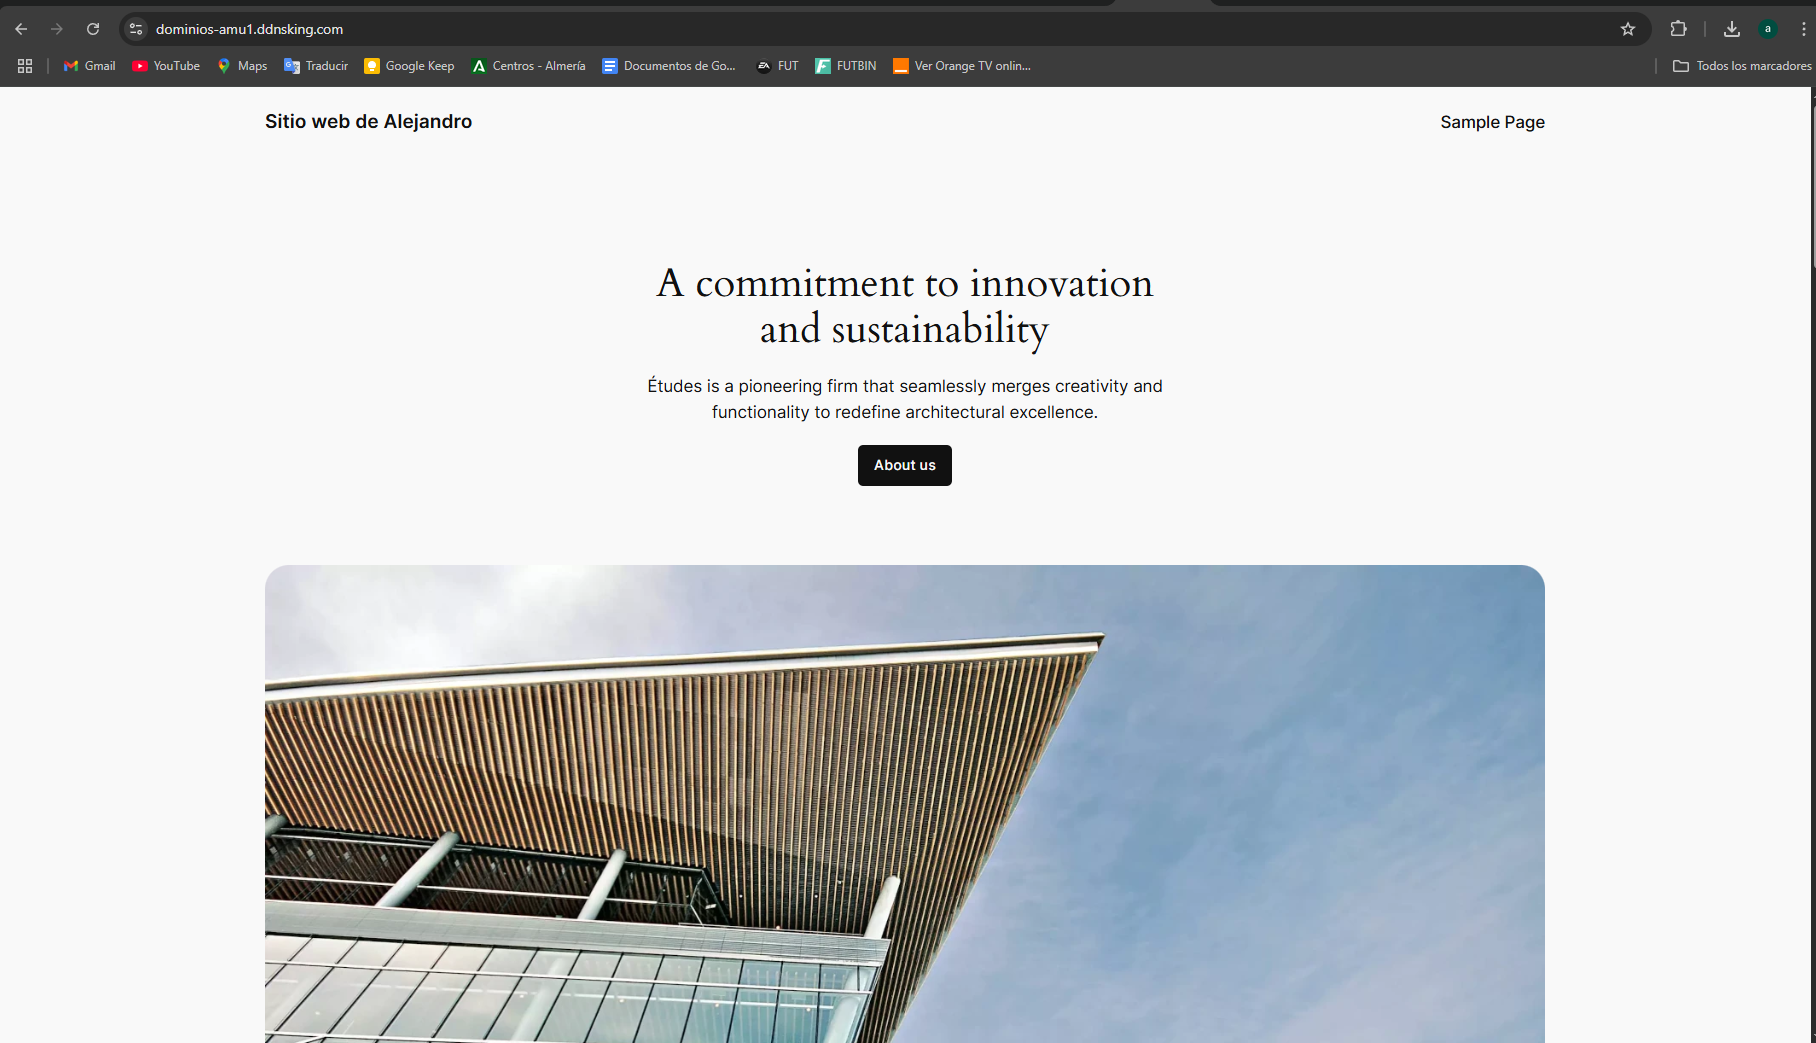 dominios-amu1.ddnsking.com
a
Gmail YouTube Maps Traducir Google Keep Centros - Almería Documentos de Go... FUT FUTBIN Ver Orange TV onlin... Todos los marcadores
Sitio web de Alejandro
Sample Page
A commitment to innovation
and sustainability
Études is a pioneering firm that seamlessly merges creativity and
functionality to redefine architectural excellence.
About us